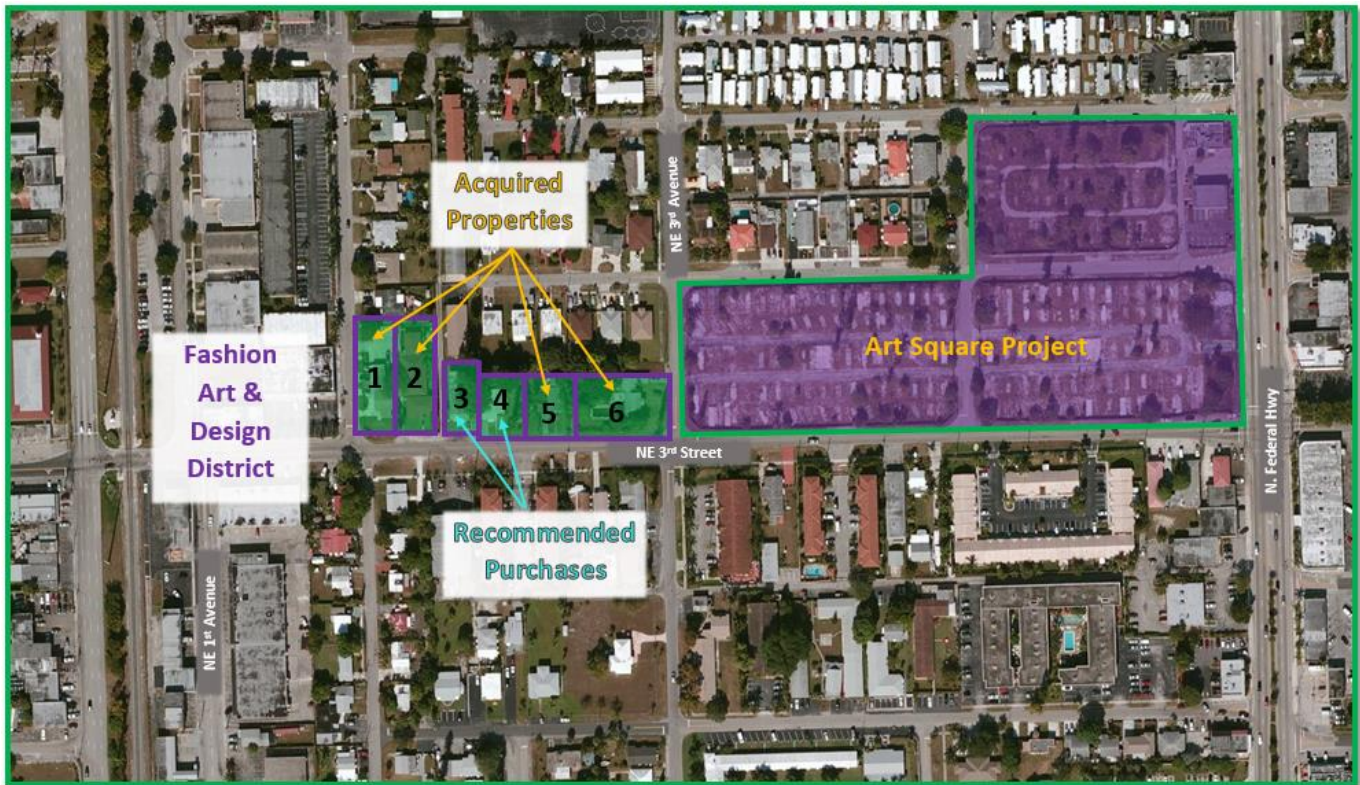 Acquired
Properties
NE 3rd Avenue
Art Square Project
Fashion
Art &
Design
District
1
2
3
4
5
6
NE 3rd Street
N. Federal Hwy
Recommended
Purchases
NE 1st Avenue